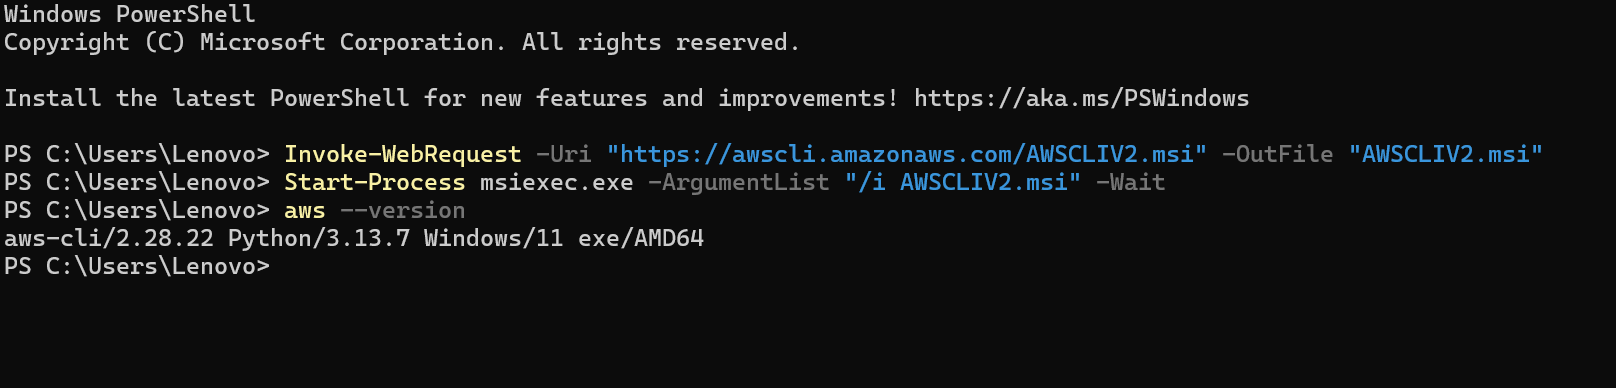 Windows PowerShell
Copyright (C) Microsoft Corporation. All rights reserved.
Install the latest PowerShell for new features and improvements! https://aka.ms/PSWindows
PS C:\Users\Lenovo> Invoke-WebRequest -Uri "https://awscli.amazonaws.com/AWSCLIV2.msi" -OutFile "AWSCLIV2.msi"
PS C:\Users\Lenovo> Start-Process msiexec.exe -ArgumentList "/i AWSCLIV2.msi" -Wait
PS C:\Users\Lenovo> aws --version
aws-cli/2.28.22 Python/3.13.7 Windows/11 exe/AMD64
PS C:\Users\Lenovo>